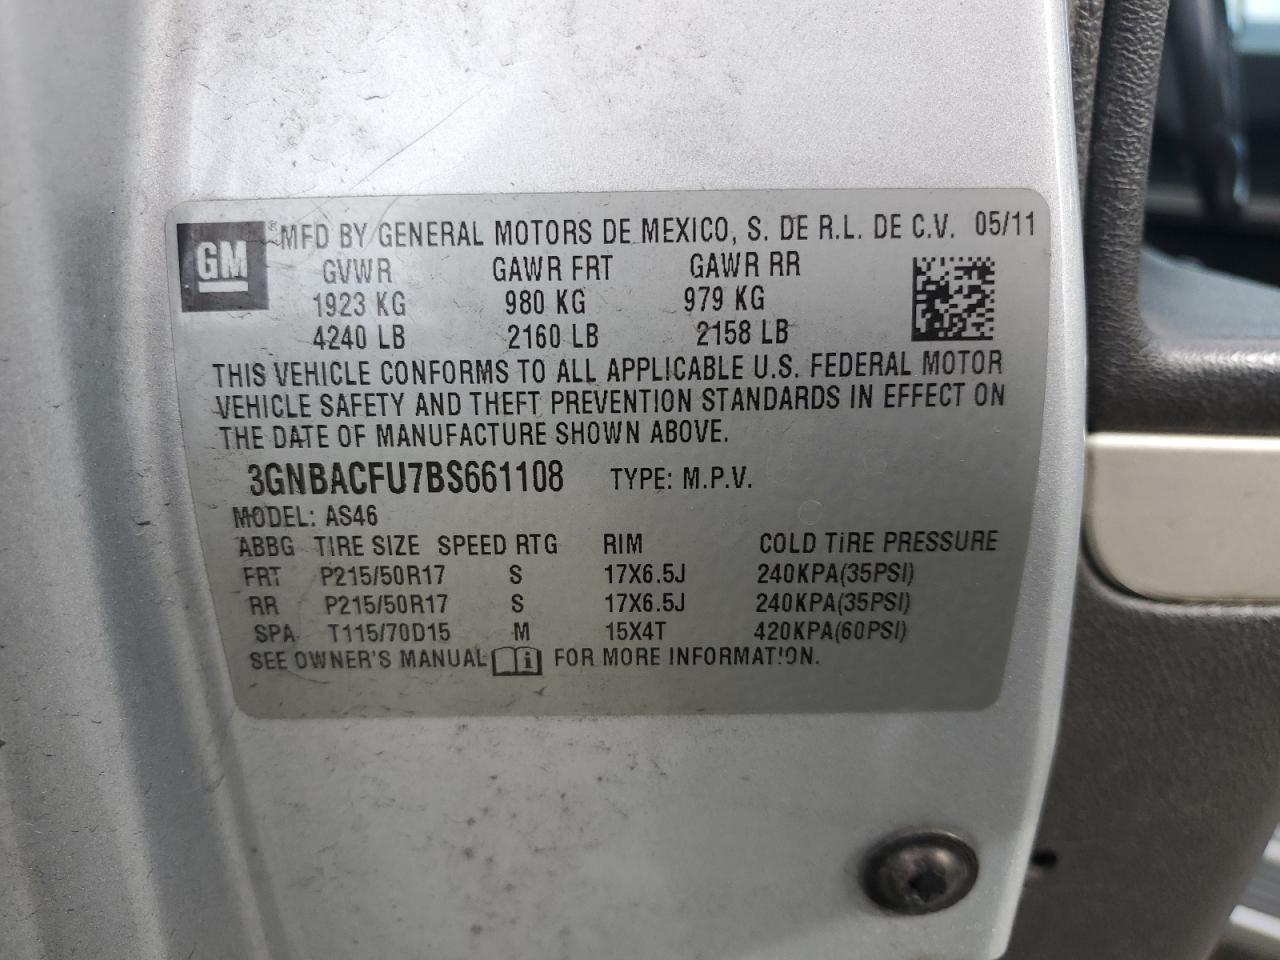 GM
® MFD BY GENERAL MOTORS DE MEXICO, S. DE R.L. DE C.V. 05/11
GVWR GAWR FRT GAWR RR
1923 KG 980 KG 979 KG
4240 LB 2160 LB 2158 LB
THIS VEHICLE CONFORMS TO ALL APPLICABLE U.S. FEDERAL MOTOR
VEHICLE SAFETY AND THEFT PREVENTION STANDARDS IN EFFECT ON
THE DATE OF MANUFACTURE SHOWN ABOVE.
3GNBACFU7BS661108 TYPE: M.P.V.
MODEL: AS46
ABBG TIRE SIZE SPEED RTG RIM COLD TIRE PRESSURE
FRT P215/50R17 S 17X6.5J 240KPA(35PSI)
RR P215/50R17 S 17X6.5J 240KPA(35PSI)
SPA T115/70D15 M 15X4T 420KPA(60PSI)
SEE OWNER'S MANUAL i FOR MORE INFORMATION.